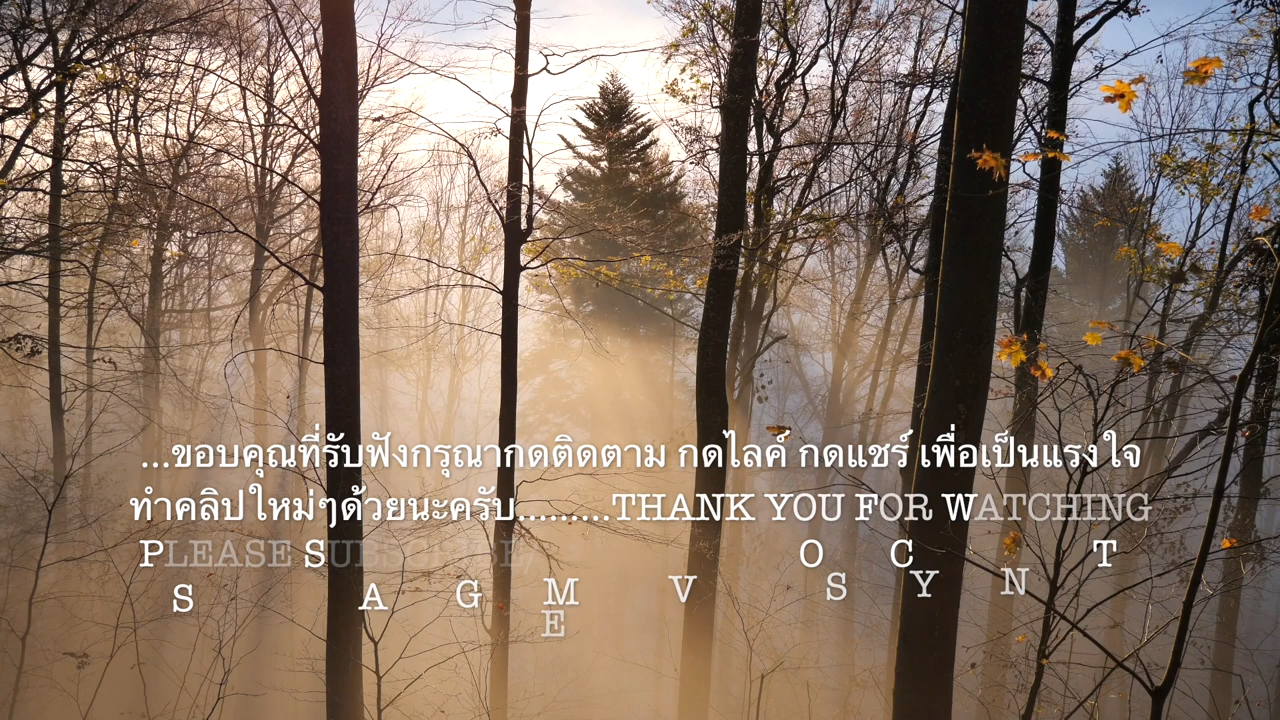 ...ขอบคุณที่รับฟังกรุณากดติดตาม กดไลค์ กดแชร์ เพื่อเป็นแรงใจ
ทำคลิปใหม่ๆด้วยนะครับ.........THANK YOU FOR WATCHING
PLEASE SUBSCRIBE,